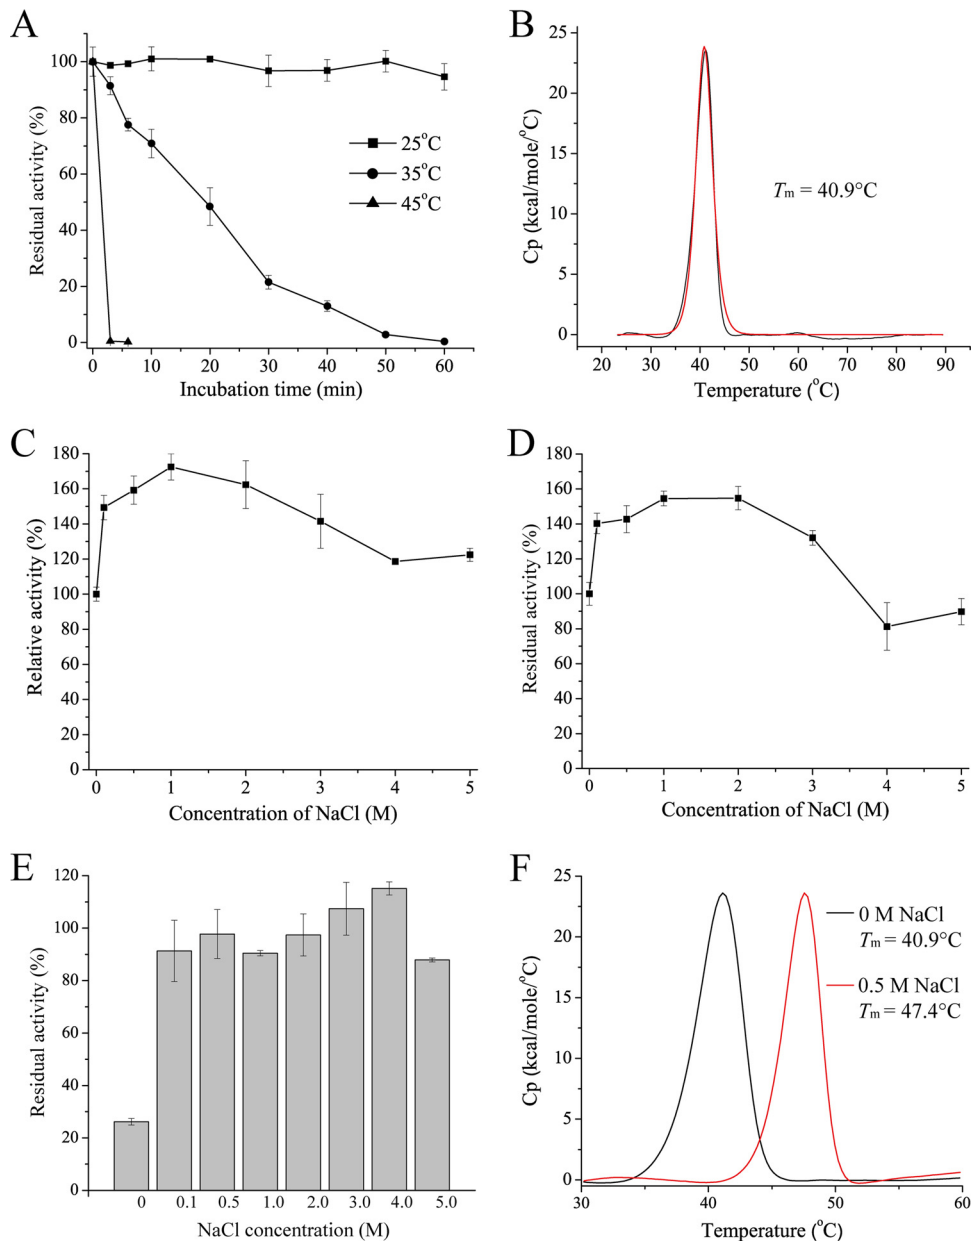 A
100
80
60
40
20
0
Residual activity (%)
25°C
35°C
45°C
0 10 20 30 40 50 60
Incubation time (min)
B
25
20
15
10
5
0
Cp (kcal/mole/°C)
Tm = 40.9°C
20 30 40 50 60 70 80 90
Temperature (°C)
C
180
160
140
120
100
80
60
40
20
0
Relative activity (%)
0 1 2 3 4 5
Concentration of NaCl (M)
D
180
160
140
120
100
80
60
40
20
0
Residual activity (%)
0 1 2 3 4 5
Concentration of NaCl (M)
E
120
100
80
60
40
20
0
Residual activity (%)
0 0.1 0.5 1.0 2.0 3.0 4.0 5.0
NaCl concentration (M)
F
25
20
15
10
5
0
Cp (kcal/mole/°C)
0 M NaCl
Tm = 40.9°C
0.5 M NaCl
Tm = 47.4°C
30 40 50 60
Temperature (°C)